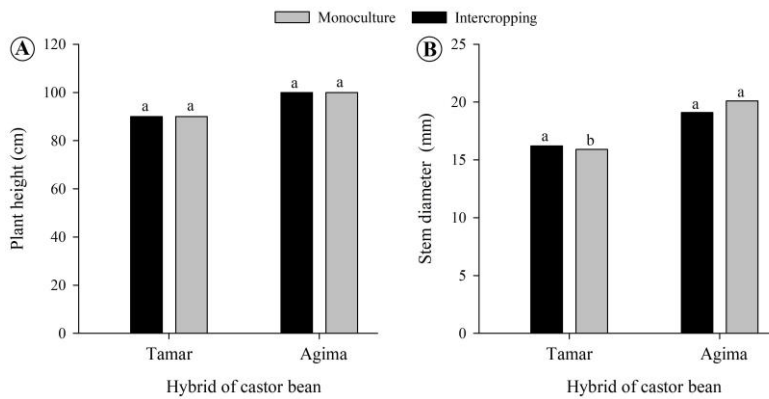 Monoculture Intercropping
A
120
100
80
60
40
20
0
Plant height (cm)
a a a a
Tamar Agima
Hybrid of castor bean
B
25
20
15
10
5
0
Stem diameter (mm)
a b a a
Tamar Agima
Hybrid of castor bean